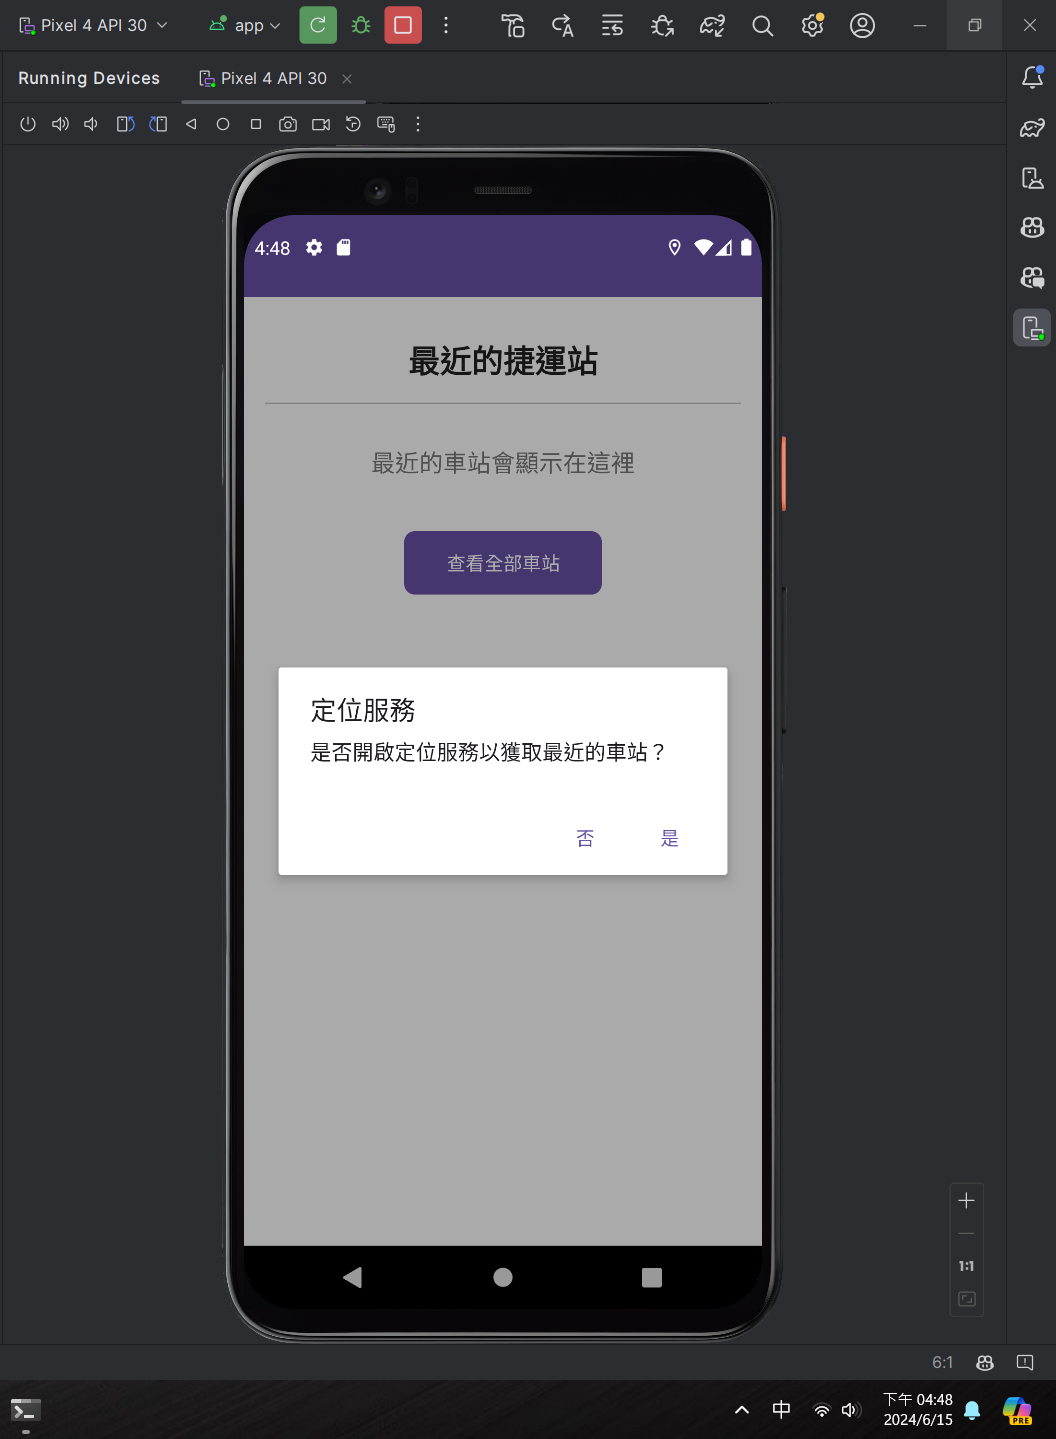 Pixel 4 API 30
app
Running Devices
Pixel 4 API 30
4:48
最近的捷運站
最近的車站會顯示在這裡
查看全部車站
定位服務
是否開啟定位服務以獲取最近的車站？
否
是
1:1
6:1
中
下午 04:48
2024/6/15
PRE